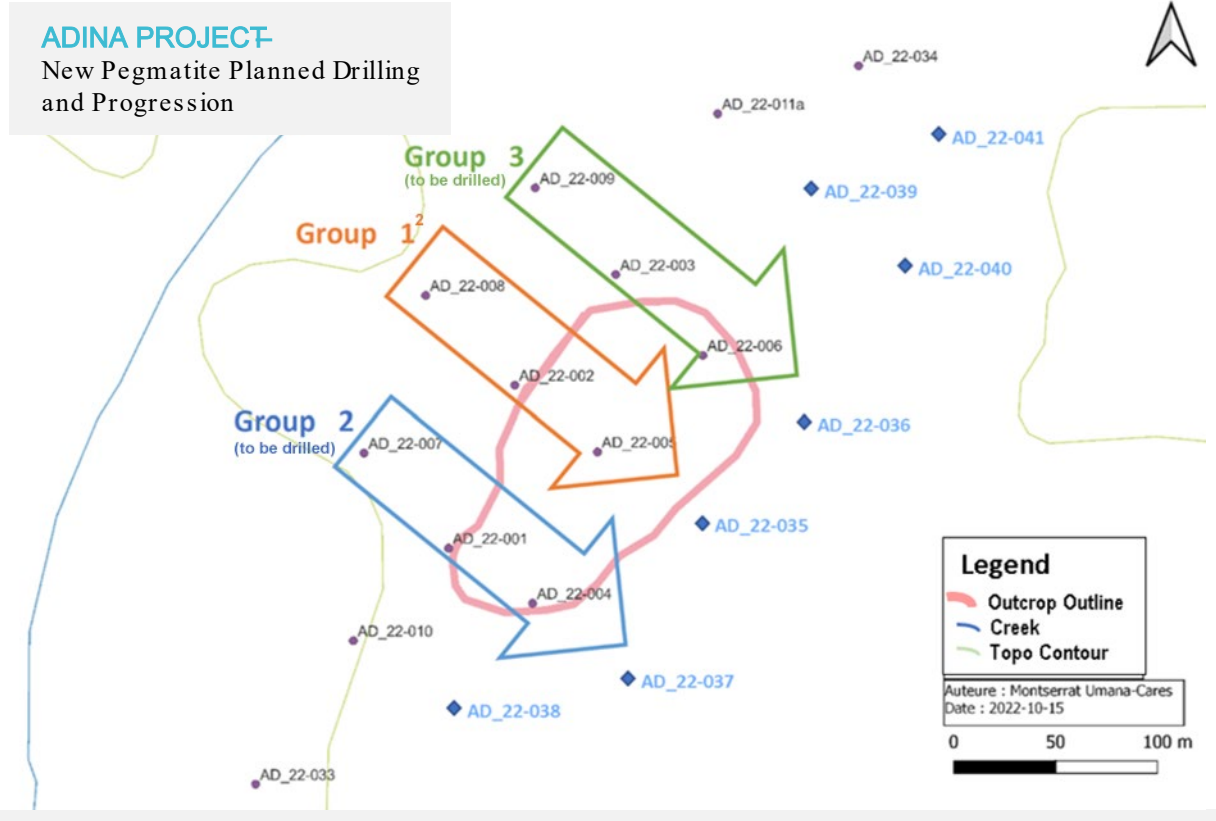 ADINA PROJECT
New Pegmatite Planned Drilling
and Progression
AD_22-034
AD_22-011a
AD_22-041
Group 3
(to be drilled)
AD_22-009
AD_22-039
Group 1²
AD_22-003
AD_22-040
AD_22-008
AD_22-006
AD_22-002
Group 2
(to be drilled)
AD_22-007
AD_22-005
AD_22-036
AD_22-035
AD_22-001
AD_22-004
AD_22-010
AD_22-037
AD_22-038
AD_22-033
Legend
Outcrop Outline
Creek
Topo Contour
Auteure : Montserrat Umana-Cares
Date : 2022-10-15
0 50 100 m